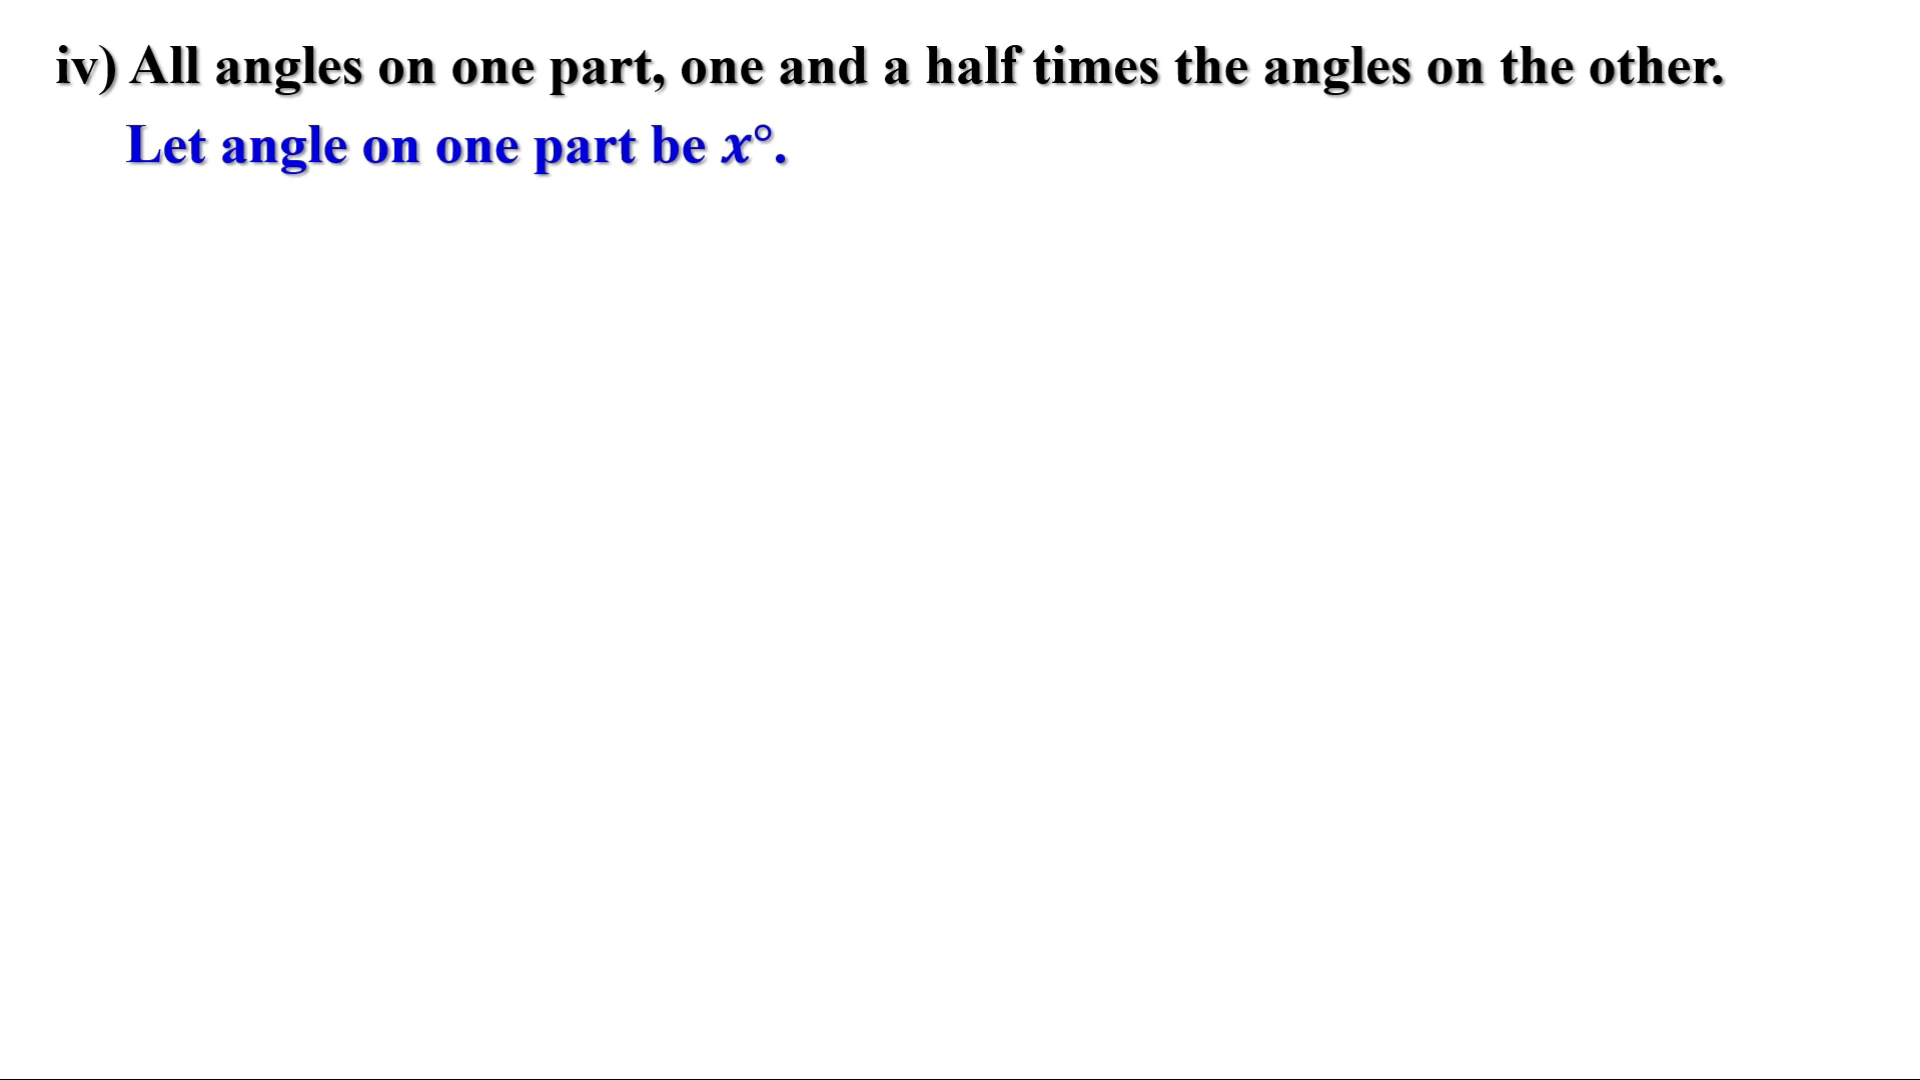 iv) All angles on one part, one and a half times the angles on the other.
Let angle on one part be x°.